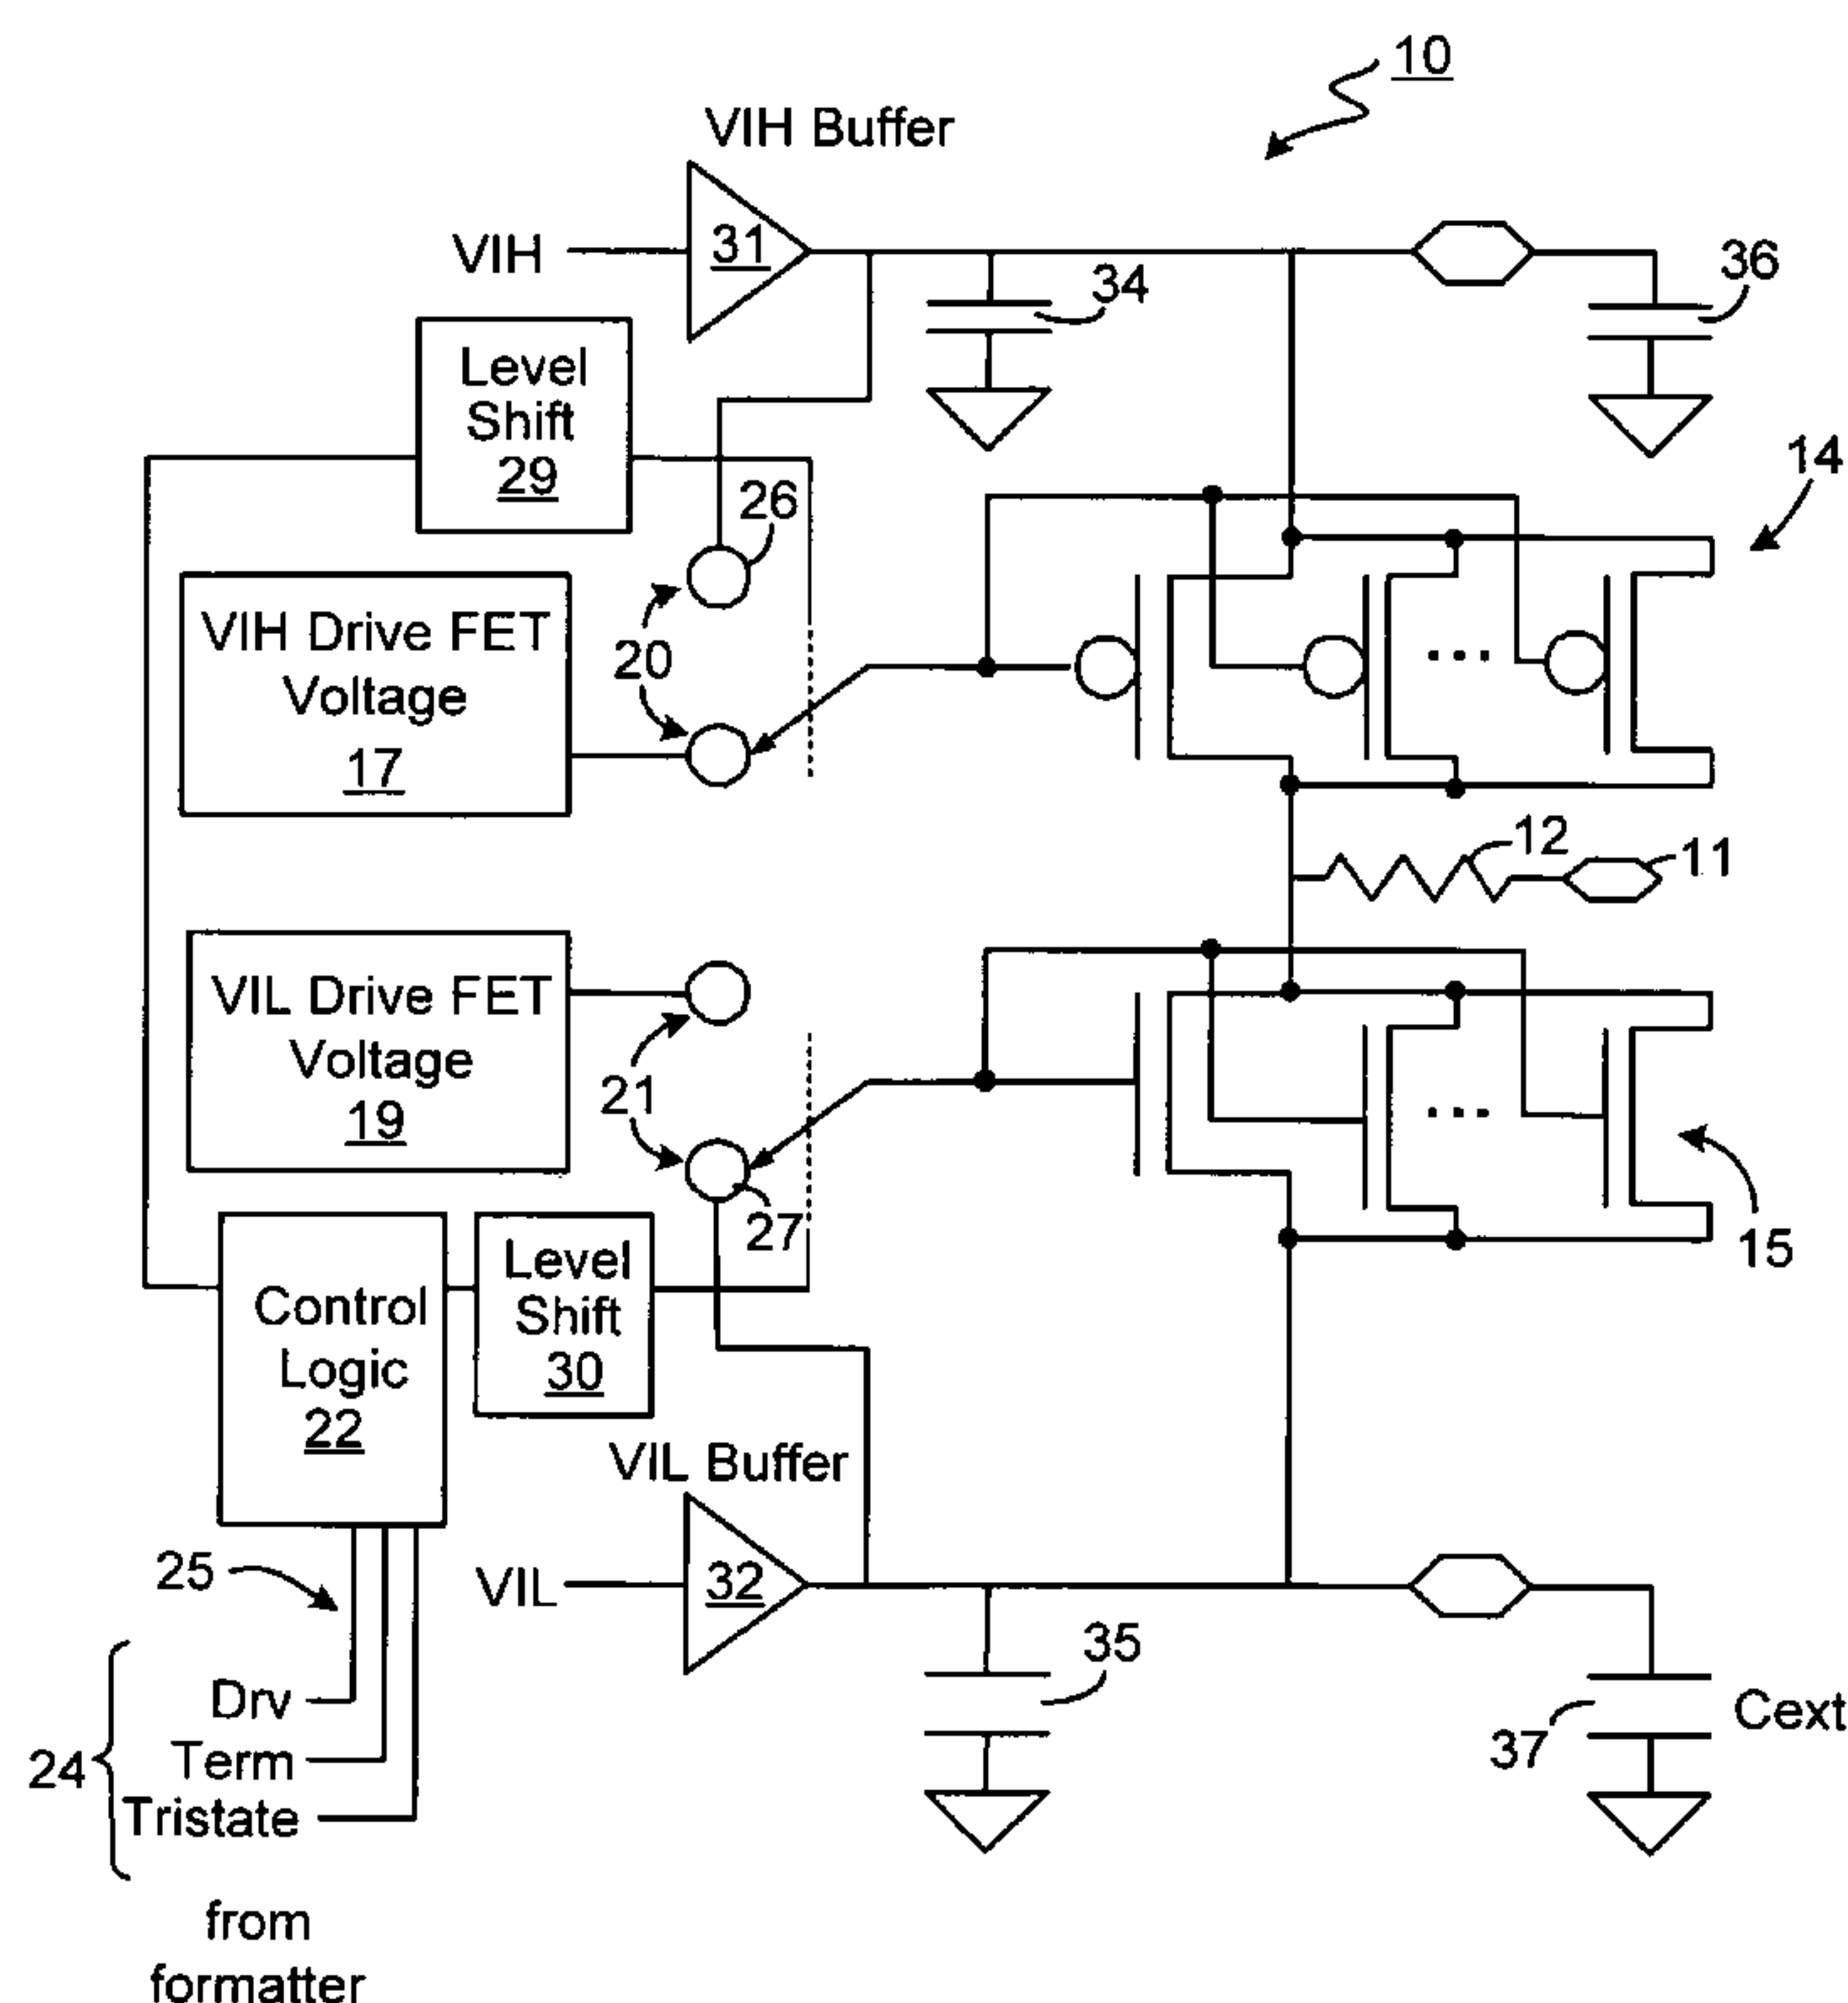 10
VIH Buffer
VIH
31
34
36
Level
Shift
29
26
14
VIH Drive FET
Voltage
17
20
12
11
VIL Drive FET
Voltage
19
21
27
15
Control
Logic
22
Level
Shift
30
VIL Buffer
25
VIL
32
35
24
Drv
Term
Tristate
37
Cext
from
formatter